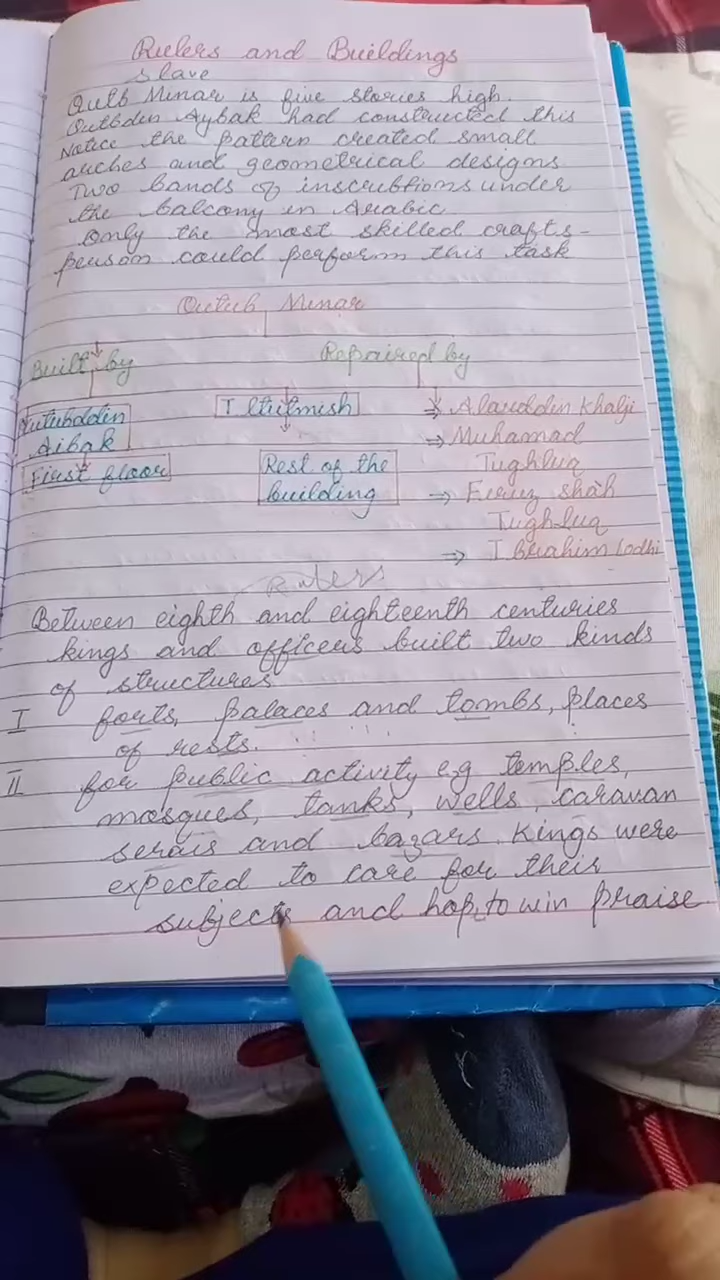 Rulers and Buildings
slave
Qutb Minar is five stories high.
Qutbdin Aybak had constructed this
Notice the pattern created small
arches and geometrical designs
Two bands of inscrubtions under
the balcony in Arabic.
Only the most skilled crafts-
person could perform this task
Qutub Minar
Built by
Repaired by
Qutubddin
Aibak
First floor
Iltutmish
Rest of the
building
→ Alauddin Khalji
→ Muhamad
Tughluq
→ Firuz shah
Tughluq
⇒ Ibrahim Lodhi
Rulers
Between eighth and eighteenth centuries
kings and officers built two kinds
of structures
I forts, palaces and tombs, places
of rests.
II for public activity e.g temples,
mosques, tanks, wells, caravan
serais and bazars. Kings were
expected to care for their
subjects and hop to win praise